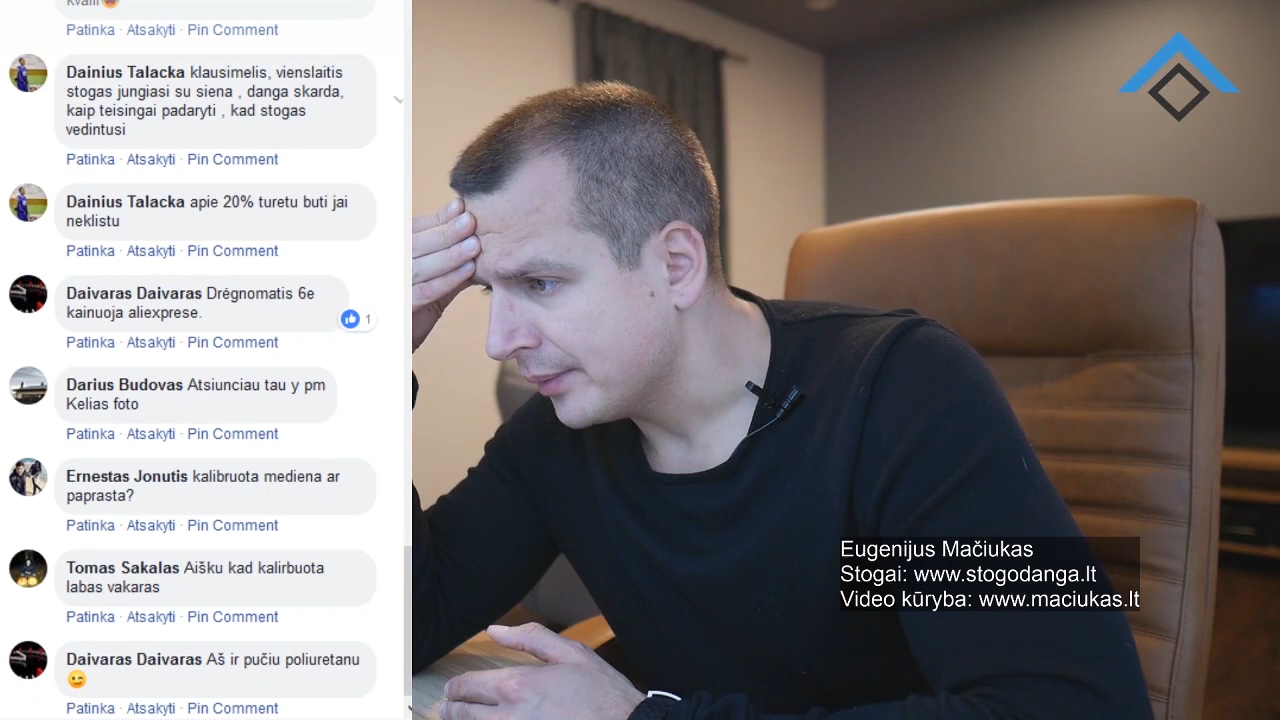 Patinka · Atsakyti · Pin Comment
Dainius Talacka klausimelis, vienslaitis
stogas jungiasi su siena , danga skarda,
kaip teisingai padaryti , kad stogas
vedintusi
Patinka · Atsakyti · Pin Comment
Dainius Talacka apie 20% turetu buti jai
neklistu
Patinka · Atsakyti · Pin Comment
Daivaras Daivaras Drėgnomatis 6e
kainuoja aliexprese.
1
Patinka · Atsakyti · Pin Comment
Darius Budovas Atsiunciau tau y pm
Kelias foto
Patinka · Atsakyti · Pin Comment
Ernestas Jonutis kalibruota mediena ar
paprasta?
Patinka · Atsakyti · Pin Comment
Tomas Sakalas Aišku kad kalirbuota
labas vakaras
Patinka · Atsakyti · Pin Comment
Daivaras Daivaras Aš ir pučiu poliuretanu
Patinka · Atsakyti · Pin Comment
Eugenijus Mačiukas
Stogai: www.stogodanga.lt
Video kūryba: www.maciukas.lt